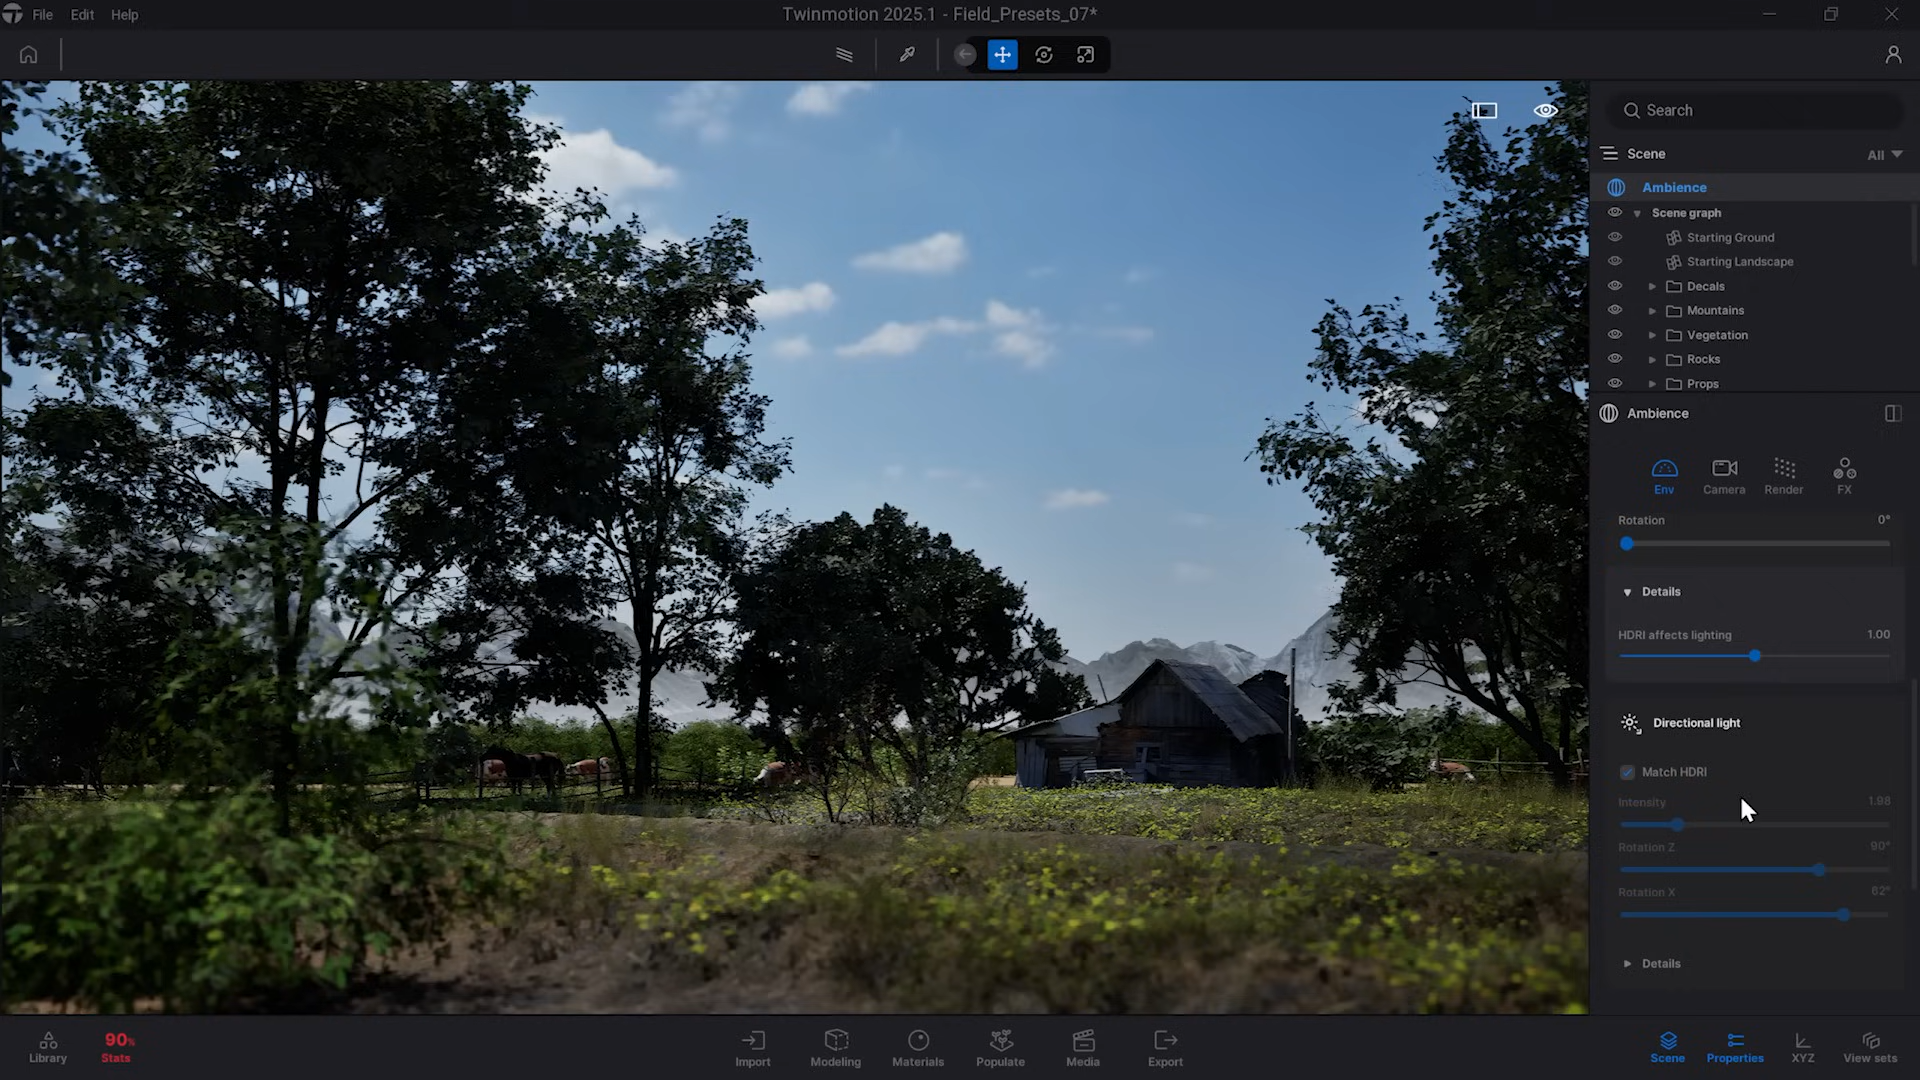 File Edit Help
Twinmotion 2025.1 - Field_Presets_07*
Search
Scene
All
Ambience
Scene graph
Starting Ground
Starting Landscape
Decals
Mountains
Vegetation
Rocks
Props
Ambience
Env Camera Render FX
Rotation 0°
Details
HDRI affects lighting 1.00
Directional light
Match HDRI
Intensity 1.98
Rotation Z 90°
Rotation X 62°
Details
90%
Library Stats Import Modeling Materials Populate Media Export Scene Properties XYZ View sets